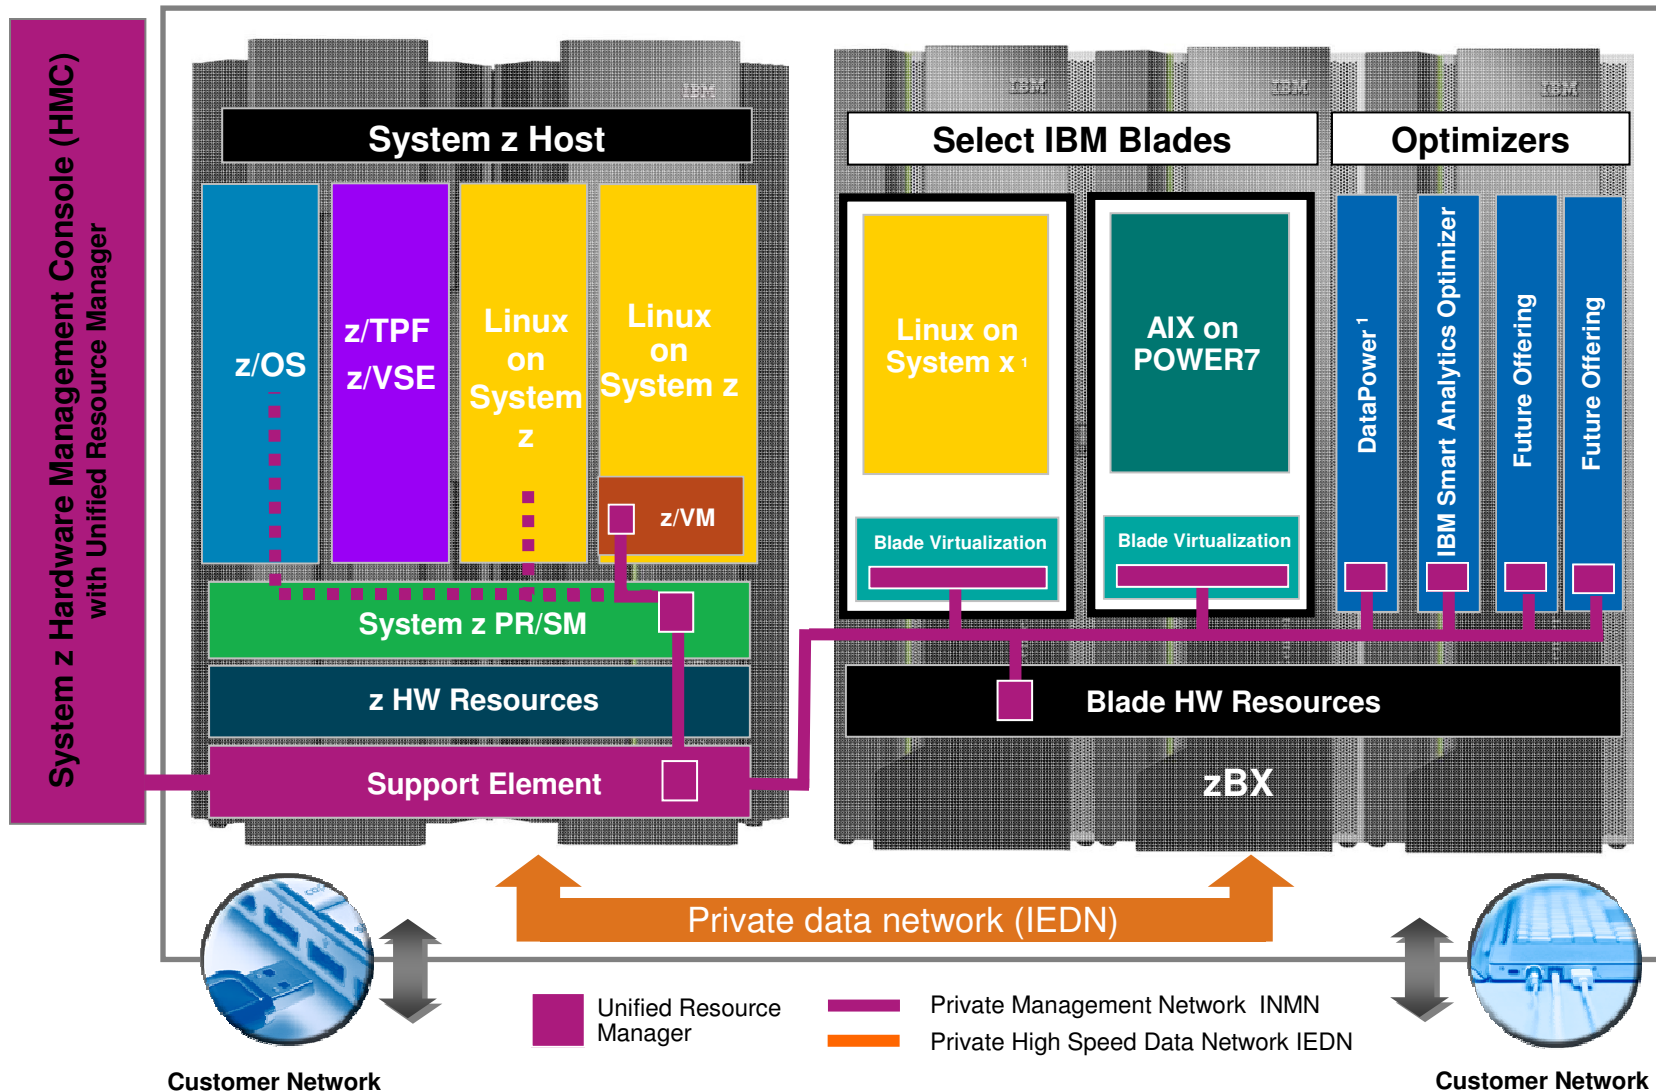 System z Hardware Management Console (HMC)
with Unified Resource Manager
IBM
IBM
IBM
IBM
System z Host
Select IBM Blades
Optimizers
z/OS
z/TPF
z/VSE
Linux
on
System
z
Linux
on
System z
z/VM
Linux on
System x 1
AIX on
POWER7
Blade Virtualization
Blade Virtualization
DataPower 1
IBM Smart Analytics Optimizer
Future Offering
Future Offering
System z PR/SM
z HW Resources
Support Element
Blade HW Resources
zBX
Private data network (IEDN)
Unified Resource
Manager
Private Management Network INMN
Private High Speed Data Network IEDN
Customer Network
Customer Network